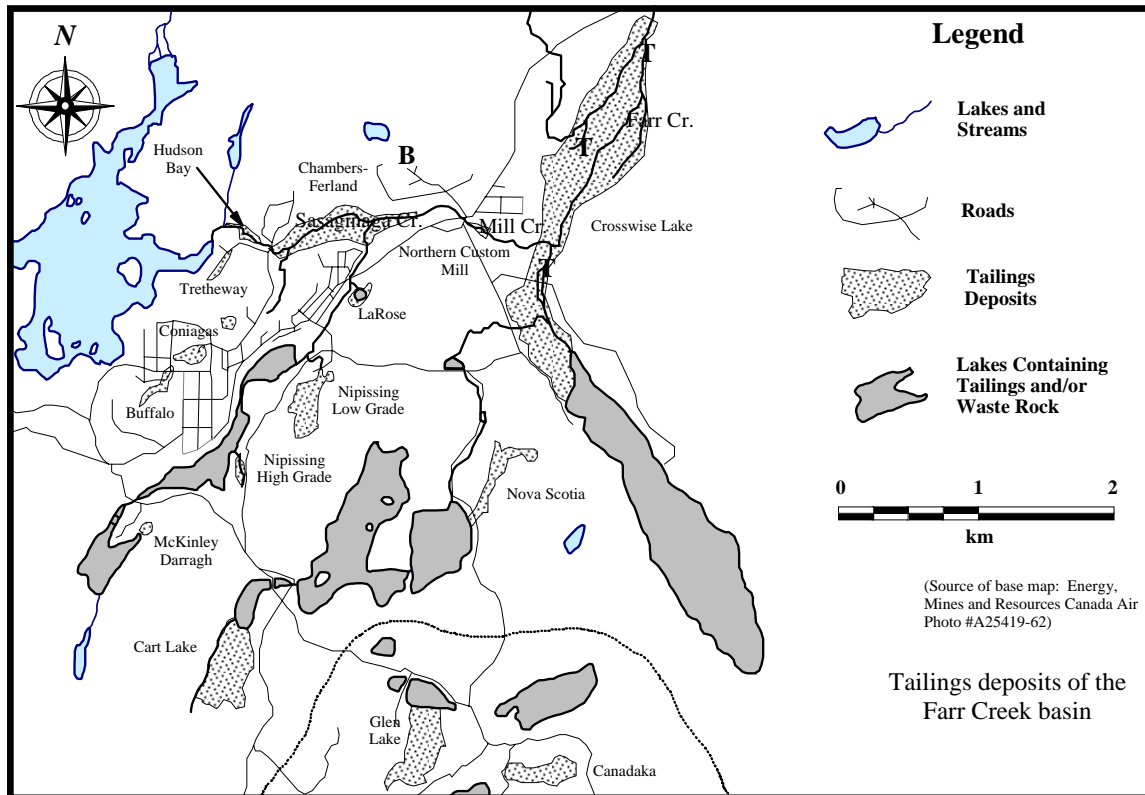 N
Hudson
Bay
Chambers-
Ferland
B
T
Farr Cr.
T
Sasaginaga Cr.
Mill Cr.
Crosswise Lake
Northern Custom
Mill
T
Tretheway
LaRose
Coniagas
Buffalo
Nipissing
Low Grade
Nipissing
High Grade
Nova Scotia
McKinley
Darragh
Cart Lake
Glen
Lake
Canadaka
Legend
Lakes and
Streams
Roads
Tailings
Deposits
Lakes Containing
Tailings and/or
Waste Rock
0 1 2
km
(Source of base map: Energy,
Mines and Resources Canada Air
Photo #A25419-62)
Tailings deposits of the
Farr Creek basin